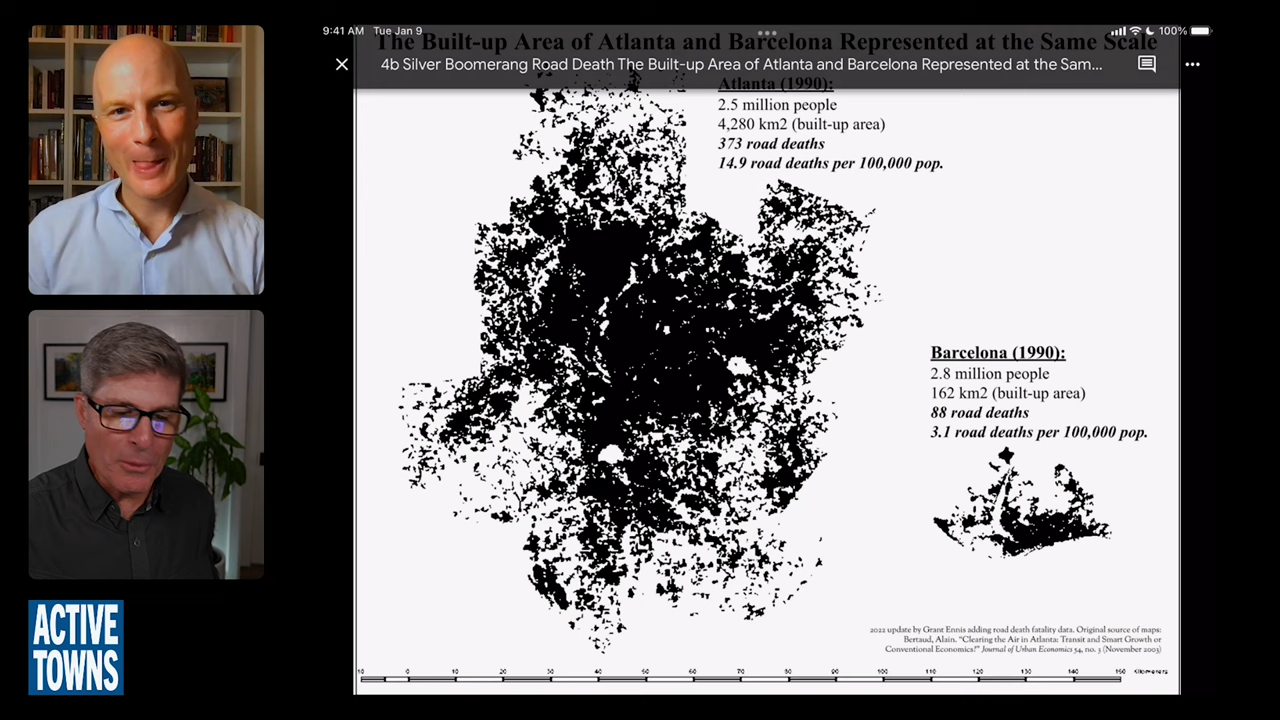 9:41 AM Tue Jan 9
100%
The Built-up Area of Atlanta and Barcelona Represented at the Same Scale
4b Silver Boomerang Road Death The Built-up Area of Atlanta and Barcelona Represented at the Sam...
Atlanta (1990):
2.5 million people
4,280 km2 (built-up area)
373 road deaths
14.9 road deaths per 100,000 pop.
Barcelona (1990):
2.8 million people
162 km2 (built-up area)
88 road deaths
3.1 road deaths per 100,000 pop.
2022 update by Grant Ennis adding road death fatality data. Original source of maps:
Bertaud, Alain. “Clearing the Air in Atlanta: Transit and Smart Growth or
Conventional Economics?” Journal of Urban Economics 54, no. 3 (November 2003)
10 0 10 20 30 40 50 60 70 80 90 100 110 120 130 140 150 Kilometers
ACTIVE
TOWNS